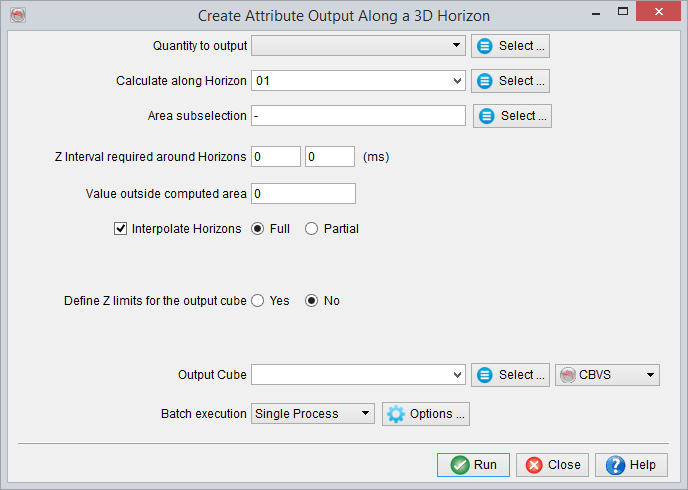 Create Attribute Output Along a 3D Horizon
Quantity to output Select ...
Calculate along Horizon 01 Select ...
Area subselection - Select ...
Z Interval required around Horizons 0 0 (ms)
Value outside computed area 0
Interpolate Horizons Full Partial
Define Z limits for the output cube Yes No
Output Cube Select ... CBVS
Batch execution Single Process Options ...
Run Close Help